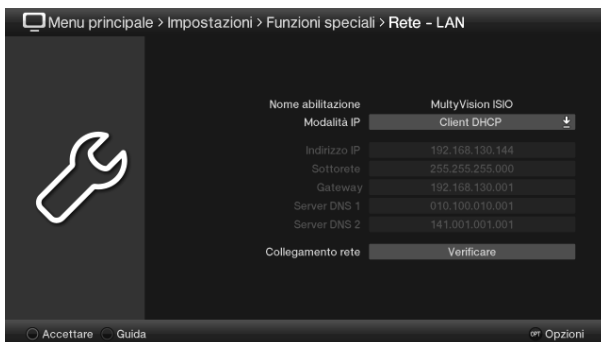 Menu principale > Impostazioni > Funzioni speciali > Rete - LAN
Nome abilitazione MultyVision ISIO
Modalità IP Client DHCP
Indirizzo IP 192.168.130.144
Sottorete 255.255.255.000
Gateway 192.168.130.001
Server DNS 1 010.100.010.001
Server DNS 2 141.001.001.001
Collegamento rete Verificare
Accettare Guida OPT Opzioni